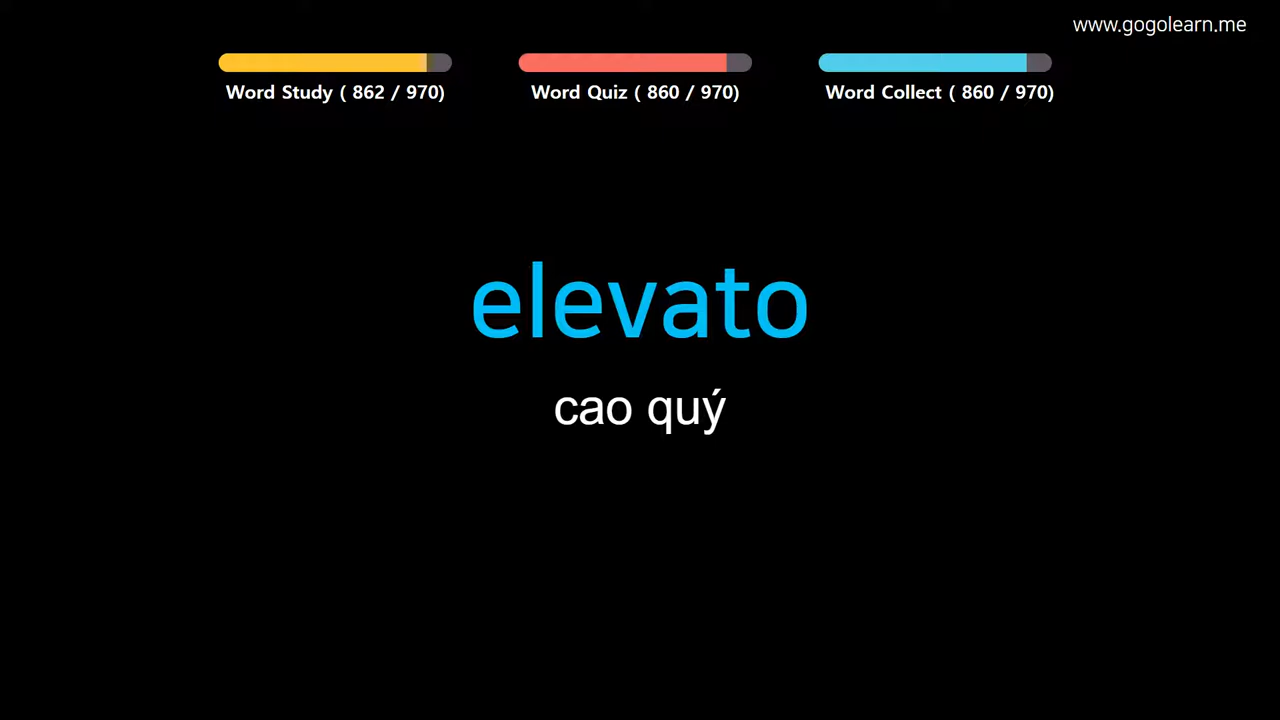 www.gogolearn.me
Word Study ( 862 / 970)
Word Quiz ( 860 / 970)
Word Collect ( 860 / 970)
elevato
cao quý